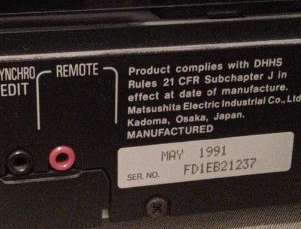 SYNCHRO
EDIT
REMOTE
Product complies with DHHS
Rules 21 CFR Subchapter J in
effect at date of manufacture.
Matsushita Electric Industrial Co., Ltd
Kadoma, Osaka, Japan.
MANUFACTURED
MAY 1991
SER. NO. FD1EB21237